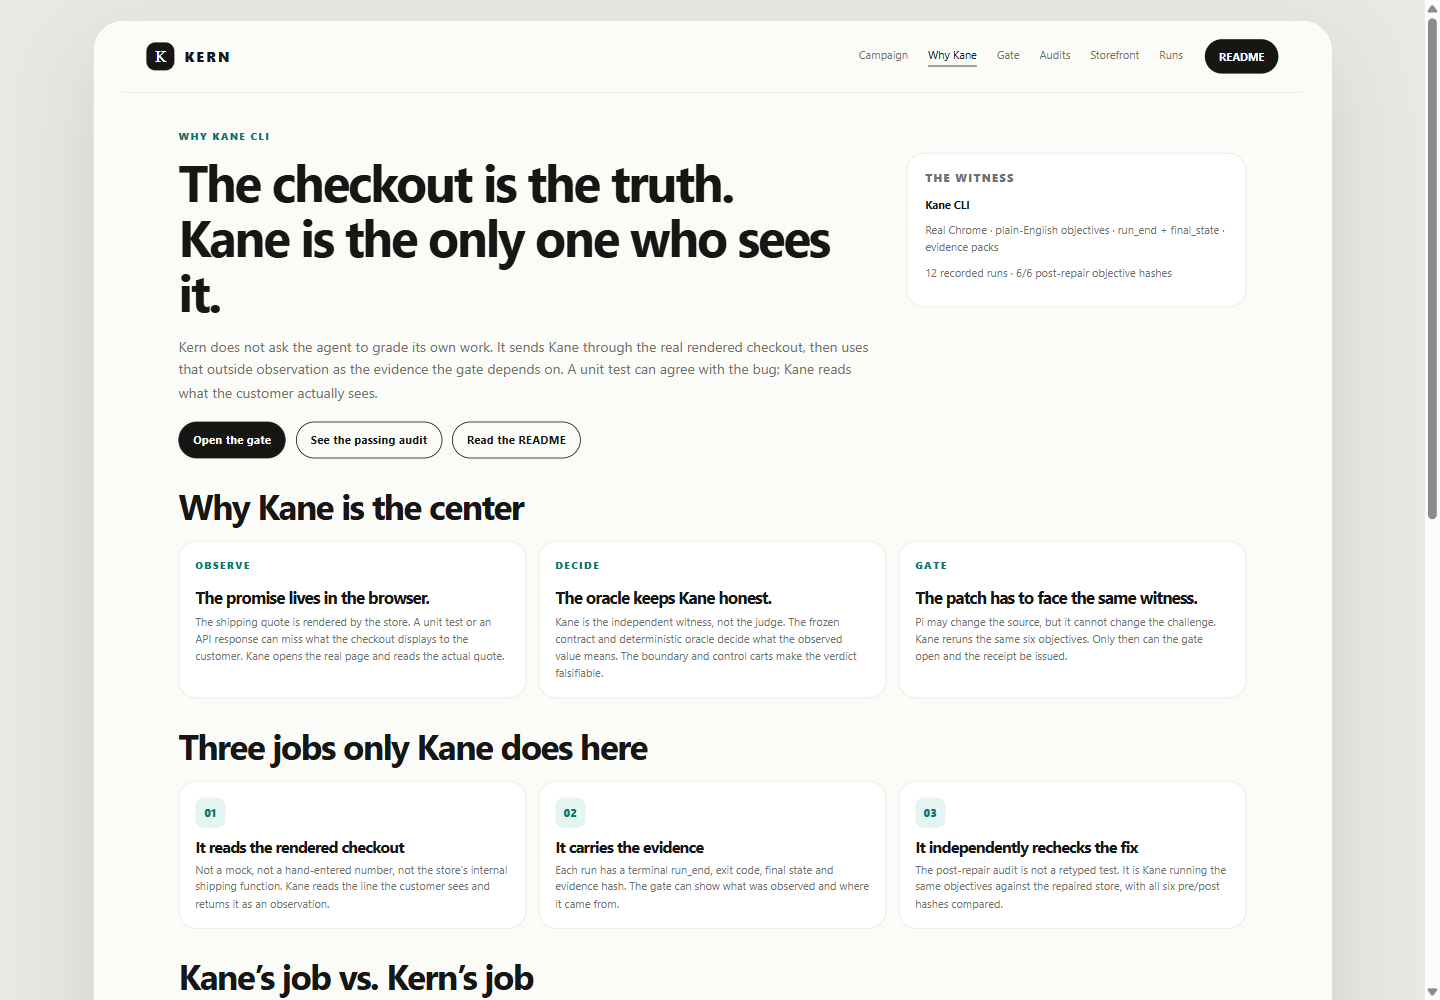 K KERN
Campaign Why Kane Gate Audits Storefront Runs README
WHY KANE CLI
The checkout is the truth.
Kane is the only one who sees
it.
Kern does not ask the agent to grade its own work. It sends Kane through the real rendered checkout, then uses
that outside observation as the evidence the gate depends on. A unit test can agree with the bug; Kane reads
what the customer actually sees.
Open the gate See the passing audit Read the README
THE WITNESS
Kane CLI
Real Chrome · plain-English objectives · run_end + final_state ·
evidence packs
12 recorded runs · 6/6 post-repair objective hashes
Why Kane is the center
OBSERVE
The promise lives in the browser.
The shipping quote is rendered by the store. A unit test or an
API response can miss what the checkout displays to the
customer. Kane opens the real page and reads the actual quote.
DECIDE
The oracle keeps Kane honest.
Kane is the independent witness, not the judge. The frozen
contract and deterministic oracle decide what the observed
value means. The boundary and control carts make the verdict
falsifiable.
GATE
The patch has to face the same witness.
Pi may change the source, but it cannot change the challenge.
Kane reruns the same six objectives. Only then can the gate
open and the receipt be issued.
Three jobs only Kane does here
01
It reads the rendered checkout
Not a mock, not a hand-entered number, not the store's internal
shipping function. Kane reads the line the customer sees and
returns it as an observation.
02
It carries the evidence
Each run has a terminal run_end, exit code, final state and
evidence hash. The gate can show what was observed and where
it came from.
03
It independently rechecks the fix
The post-repair audit is not a retyped test. It is Kane running the
same objectives against the repaired store, with all six pre/post
hashes compared.
Kane's job vs. Kern's job